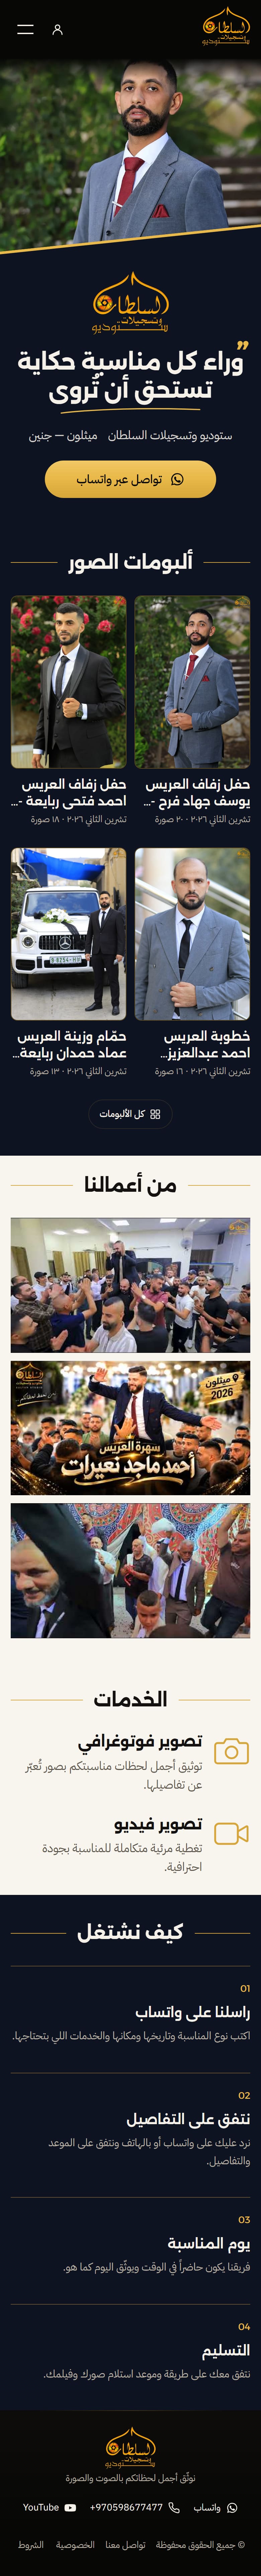 السلطان
وتسجيلات
ستوديو
السلطان
وتسجيلات
ستوديو
وراء كل مناسبة حكاية
تستحق أن تُروى
ستوديو وتسجيلات السلطان ميثلون — جنين
تواصل عبر واتساب
ألبومات الصور
حفل زفاف العريس
يوسف جهاد فرح -...
تشرين الثاني ٢٠٢٦ · ٢٠ صورة
حفل زفاف العريس
احمد فتحي ربايعة -...
تشرين الثاني ٢٠٢٦ · ١٨ صورة
خطوبة العريس
احمد عبدالعزيز...
تشرين الثاني ٢٠٢٦ · ١٦ صورة
حمّام وزينة العريس
عماد حمدان ربايعة...
تشرين الثاني ٢٠٢٦ · ١٣ صورة
كل الألبومات
من أعمالنا
ميثلون
2026
سهرة العريس
أحمد ماجد نعيرات
الخدمات
تصوير فوتوغرافي
توثيق أجمل لحظات مناسبتكم بصور تُعبّر
عن تفاصيلها.
تصوير فيديو
تغطية مرئية متكاملة للمناسبة بجودة
احترافية.
كيف نشتغل
01
راسلنا على واتساب
اكتب نوع المناسبة وتاريخها ومكانها والخدمات اللي بتحتاجها.
02
نتفق على التفاصيل
نرد عليك على واتساب أو بالهاتف ونتفق على الموعد
والتفاصيل.
03
يوم المناسبة
فريقنا يكون حاضراً في الوقت ويوثّق اليوم كما هو.
04
التسليم
نتفق معك على طريقة وموعد استلام صورك وفيلمك.
السلطان
وتسجيلات
ستوديو
نوثّق أجمل لحظاتكم بالصوت والصورة
واتساب +970598677477 YouTube
© جميع الحقوق محفوظة تواصل معنا الخصوصية الشروط